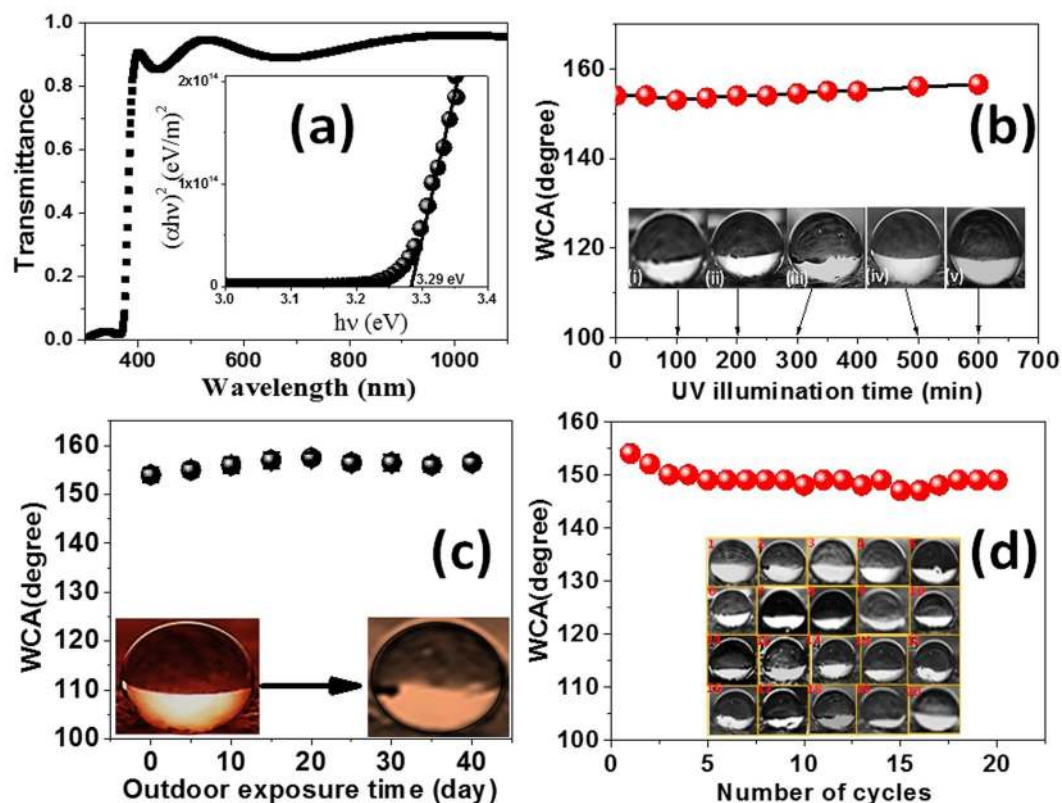 1.0
0.8
0.6
0.4
0.2
0.0
Transmittance
400 600 800 1000
Wavelength (nm)
(a)
2x10^14
1x10^14
(αhν)^2 (eV/m)^2
3.29 eV
3.0 3.1 3.2 3.3 3.4
hν (eV)
160
140
120
100
WCA(degree)
(b)
(i) (ii) (iii) (iv) (v)
0 100 200 300 400 500 600 700
UV illumination time (min)
160
150
140
130
120
110
100
WCA(degree)
(c)
0 10 20 30 40
Outdoor exposure time (day)
160
150
140
130
120
110
100
WCA(degree)
(d)
1 2 3 4
0 5 10 15 20
Number of cycles